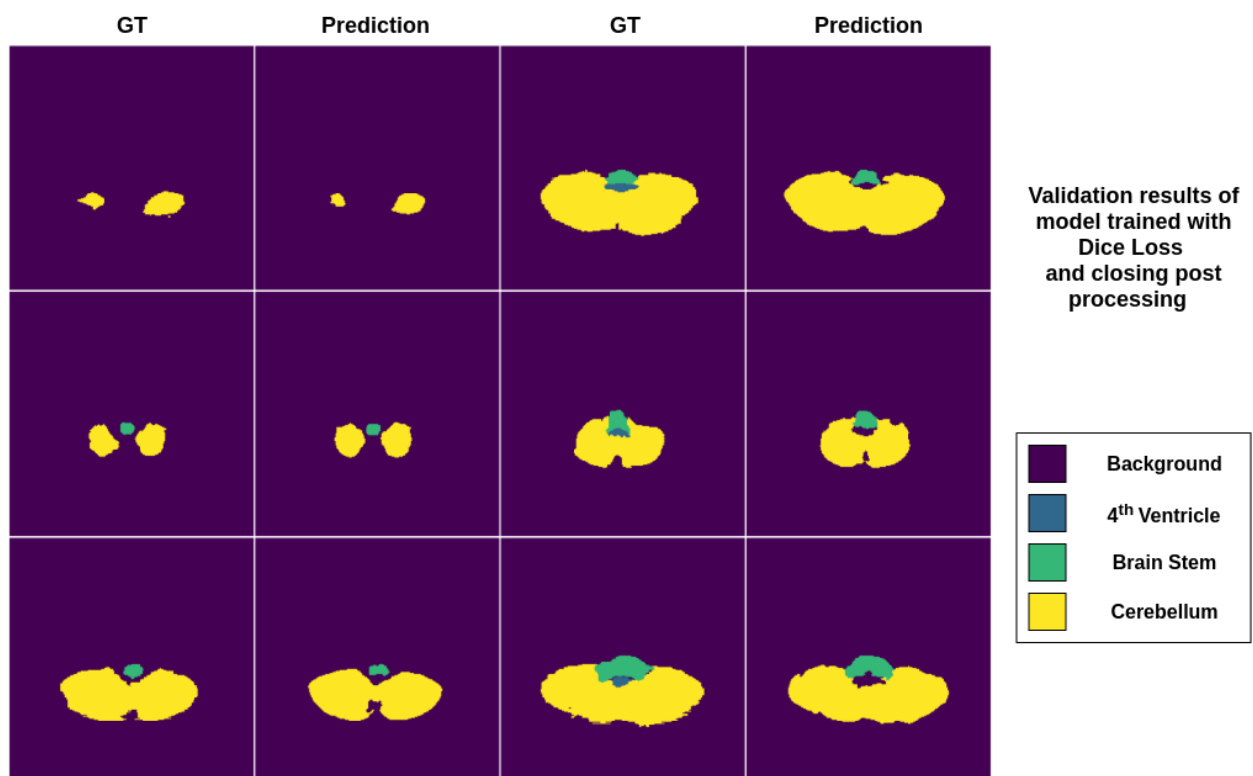 GT
Prediction
GT
Prediction
Validation results of
model trained with
Dice Loss
and closing post
processing
Background
4th Ventricle
Brain Stem
Cerebellum